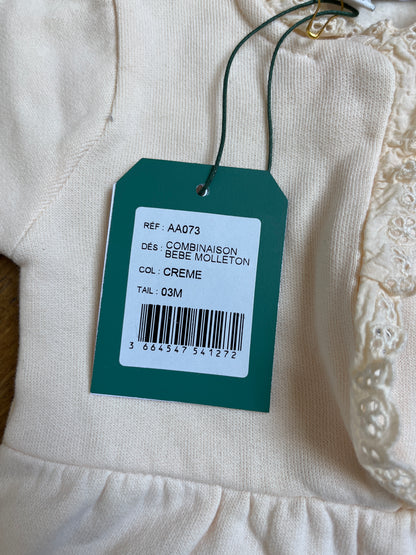 RÉF : AA073
DÉS : COMBINAISON
BEBE MOLLETON
COL : CREME
TAIL : 03M
3 664547 541272